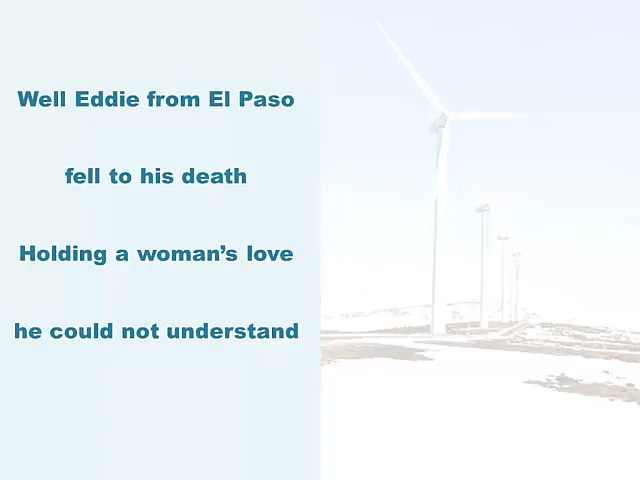 Well Eddie from El Paso
fell to his death
Holding a woman's love
he could not understand